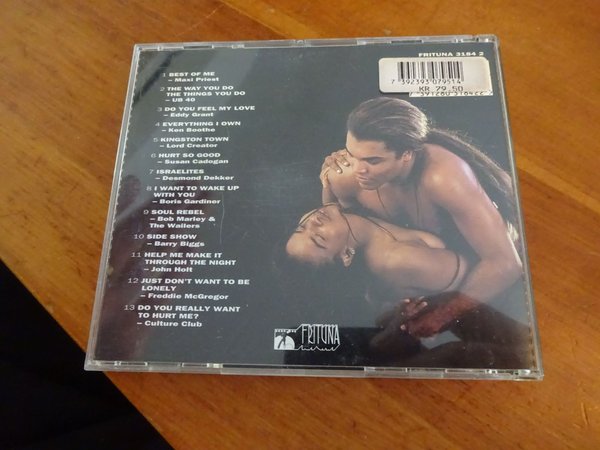 FRITUNA 3184 2
7 392393 079514
KR 79.50
1 BEST OF ME
– Maxi Priest
2 THE WAY YOU DO
THE THINGS YOU DO
– UB 40
3 DO YOU FEEL MY LOVE
– Eddy Grant
4 EVERYTHING I OWN
– Ken Boothe
5 KINGSTON TOWN
– Lord Creator
6 HURT SO GOOD
– Susan Cadogan
7 ISRAELITES
– Desmond Dekker
8 I WANT TO WAKE UP
WITH YOU
– Boris Gardiner
9 SOUL REBEL
– Bob Marley &
The Wailers
10 SIDE SHOW
– Barry Biggs
11 HELP ME MAKE IT
THROUGH THE NIGHT
– John Holt
12 JUST DON'T WANT TO BE
LONELY
– Freddie McGregor
13 DO YOU REALLY WANT
TO HURT ME?
– Culture Club
FRITUNA